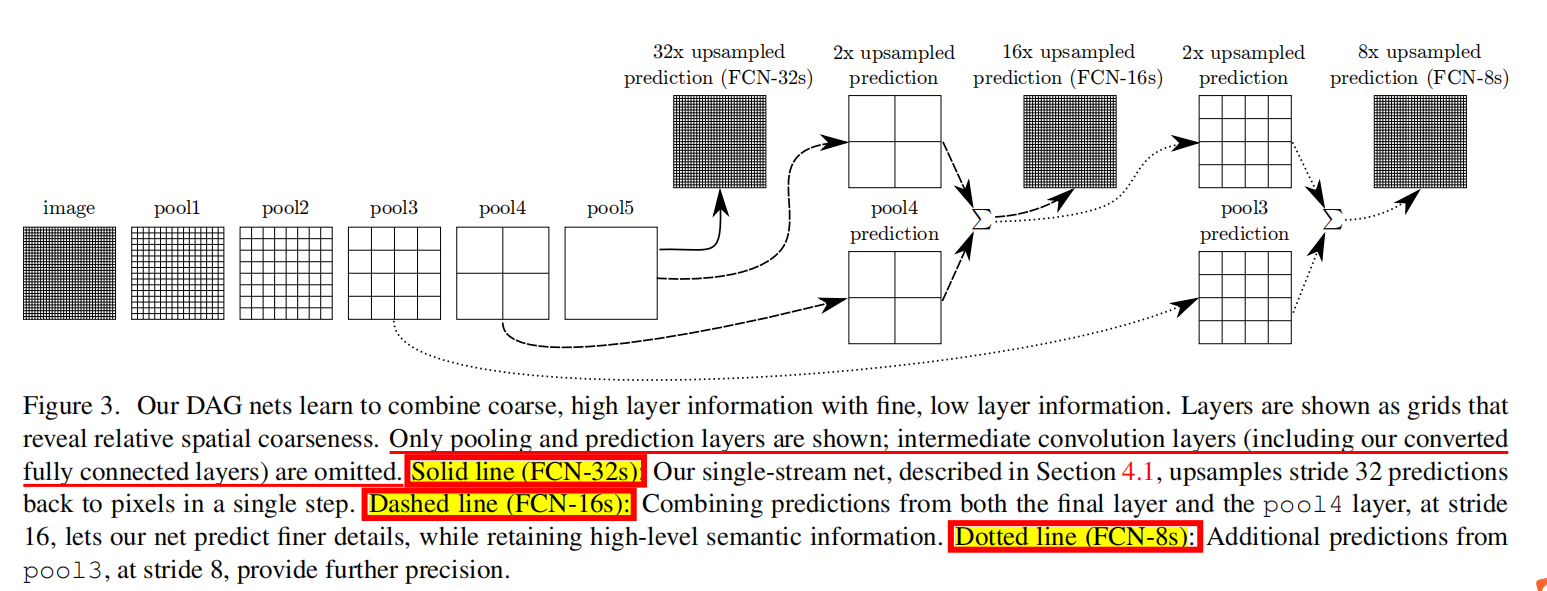 32x upsampled
prediction (FCN-32s)
2x upsampled
prediction
16x upsampled
prediction (FCN-16s)
2x upsampled
prediction
8x upsampled
prediction (FCN-8s)
image
pool1
pool2
pool3
pool4
pool5
pool4
prediction
∑
pool3
prediction
∑
Figure 3. Our DAG nets learn to combine coarse, high layer information with fine, low layer information. Layers are shown as grids that
reveal relative spatial coarseness. Only pooling and prediction layers are shown; intermediate convolution layers (including our converted
fully connected layers) are omitted. Solid line (FCN-32s): Our single-stream net, described in Section 4.1, upsamples stride 32 predictions
back to pixels in a single step. Dashed line (FCN-16s): Combining predictions from both the final layer and the pool4 layer, at stride
16, lets our net predict finer details, while retaining high-level semantic information. Dotted line (FCN-8s): Additional predictions from
pool3, at stride 8, provide further precision.